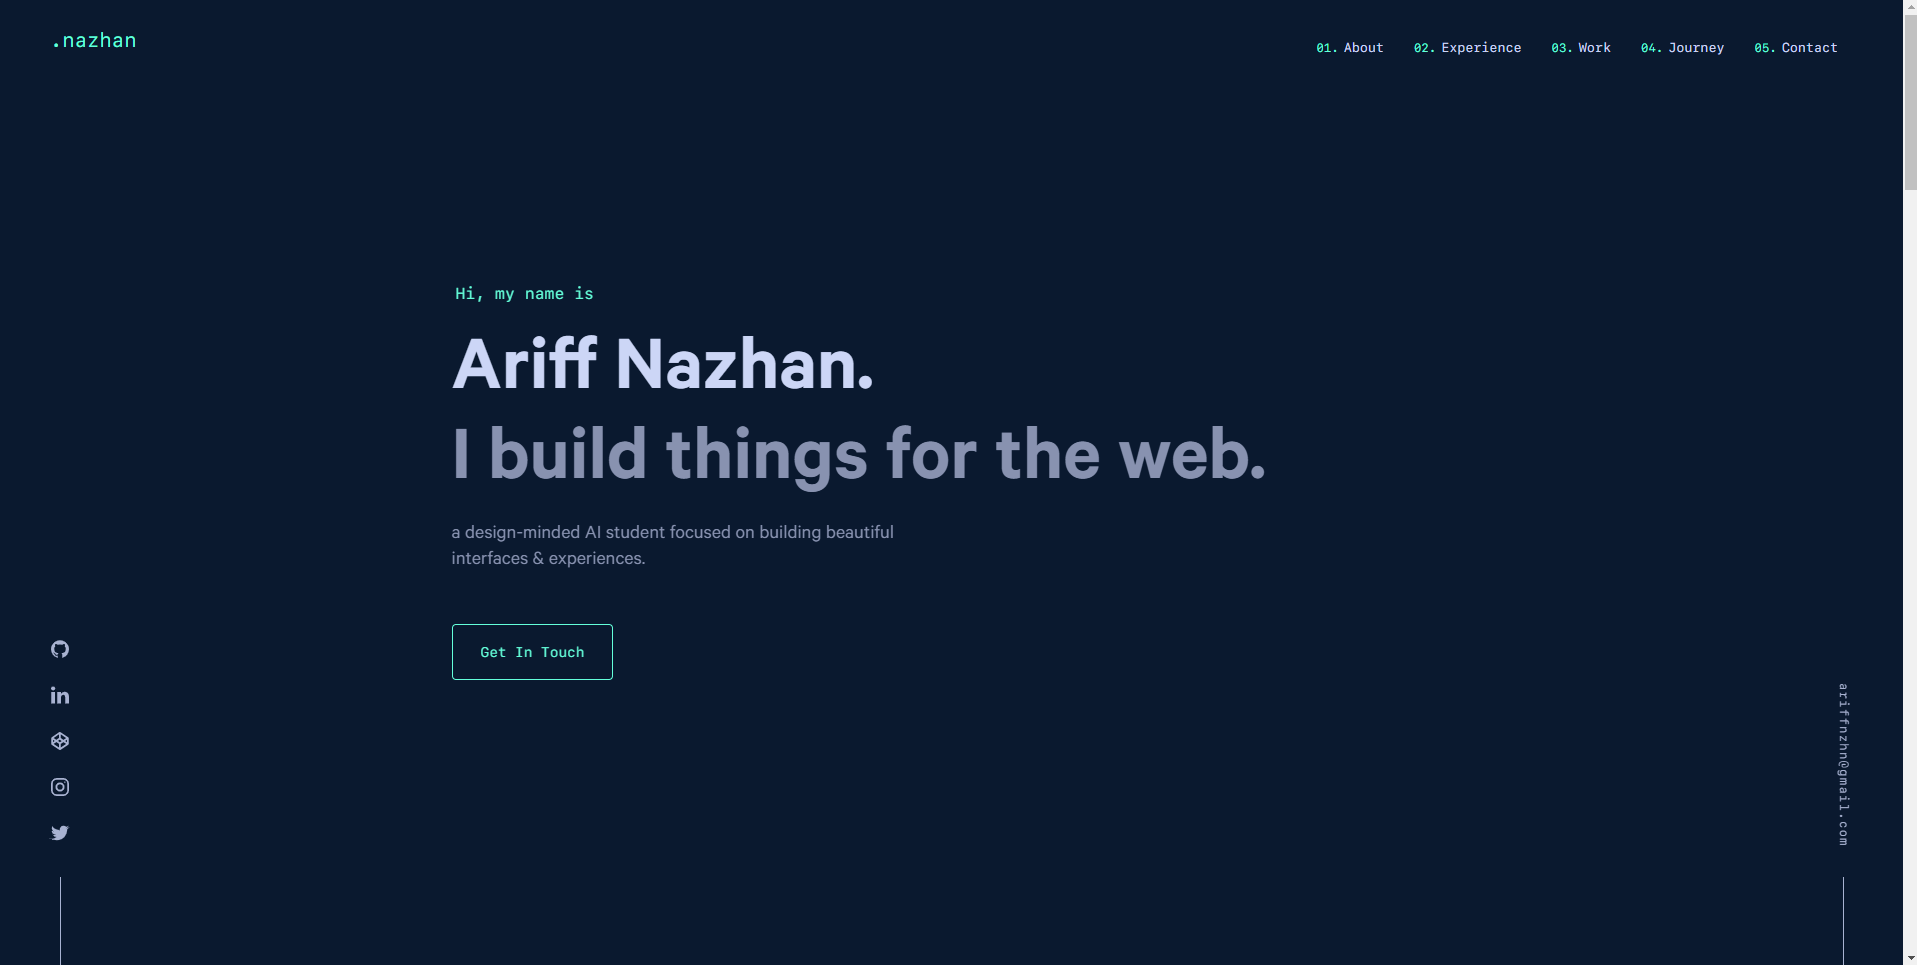 .nazhan
01. About 02. Experience 03. Work 04. Journey 05. Contact
Hi, my name is
Ariff Nazhan.
I build things for the web.
a design-minded AI student focused on building beautiful
interfaces & experiences.
Get In Touch
ariffnzhn@gmail.com